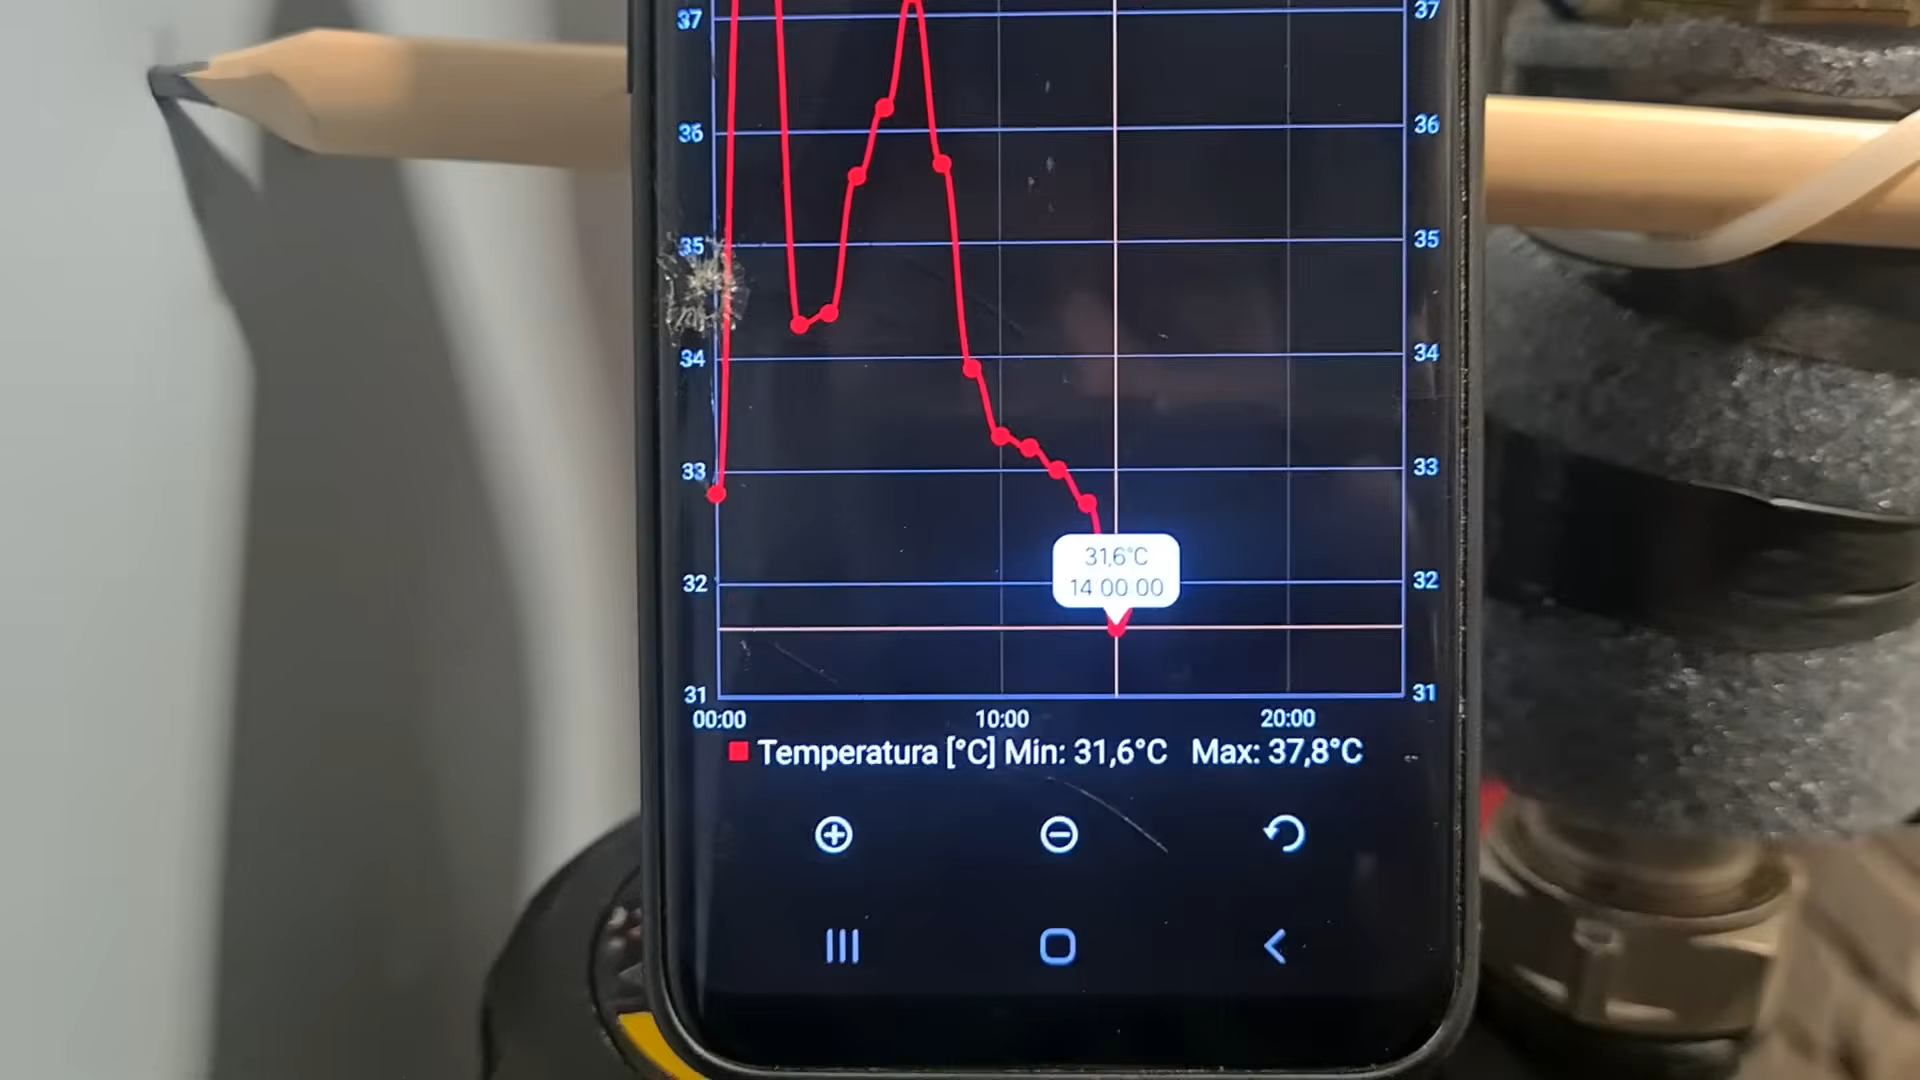 37 37
36 36
35 35
34 34
33 33
31,6°C
14 00 00
32 32
31 31
00:00 10:00 20:00
Temperatura [°C] Min: 31,6°C Max: 37,8°C